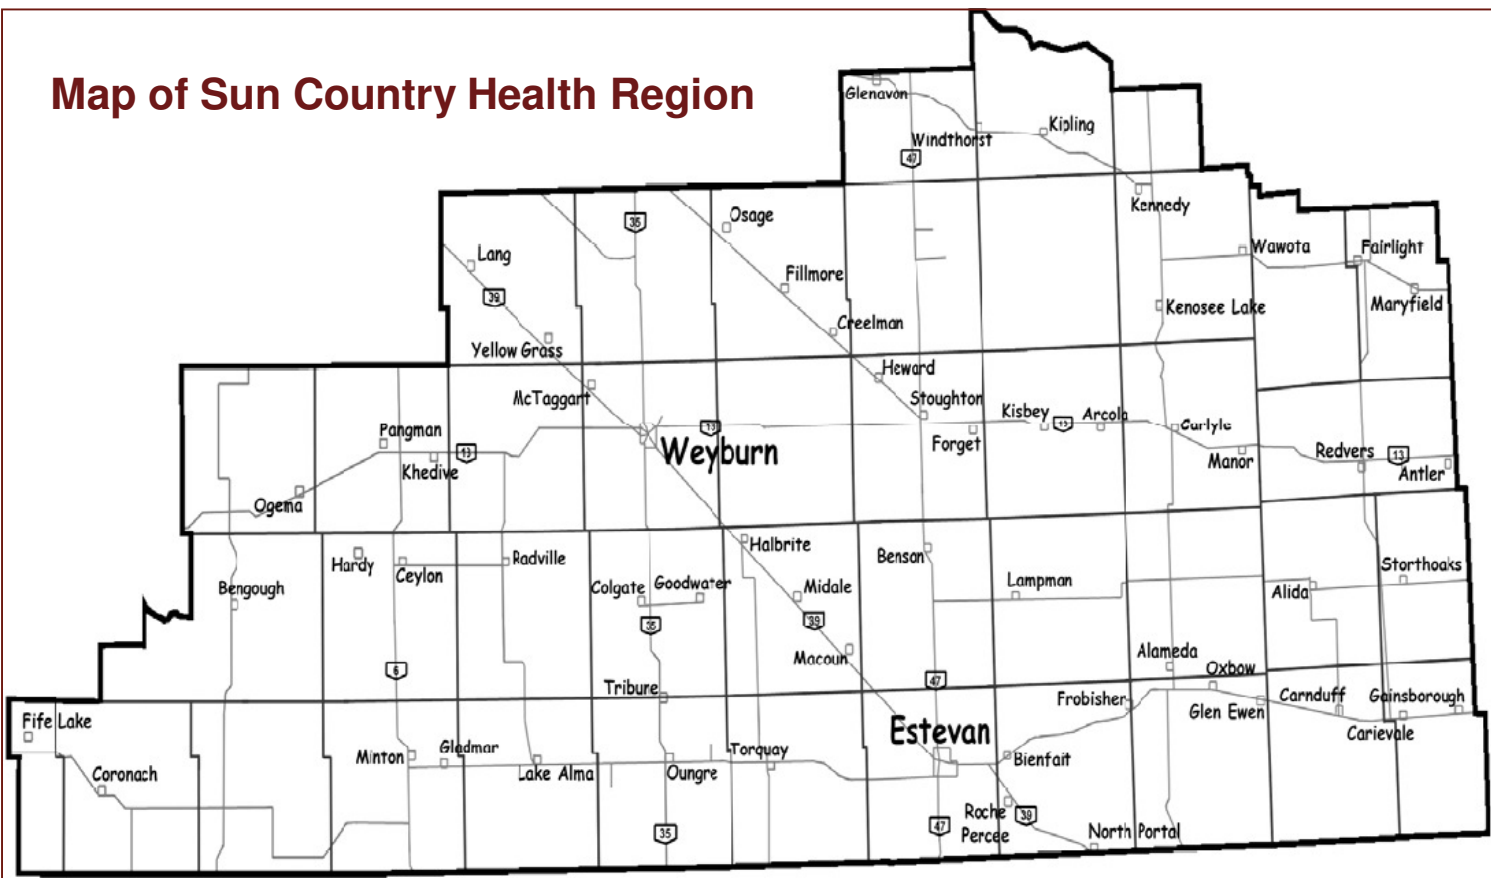 Map of Sun Country Health Region
Glenavon
Windthorst
Kipling
47
Kennedy
Osage
35
Wawota
Fairlight
Lang
Fillmore
39
Kenosee Lake
Maryfield
Creelman
Yellow Grass
Heward
McTaggart
Stoughton
Kisbey
13
Arcola
Carlyle
Pangman
13
Weyburn
13
Forget
Manor
Redvers
13
Antler
Khedive
Ogema
Halbrite
Benson
Hardy
Ceylon
Radville
Storthoaks
Bengough
Colgate
Goodwater
Midale
Lampman
Alida
35
39
Macoun
Alameda
6
47
Oxbow
Tribure
Frobisher
Glen Ewen
Carnduff
Gainsborough
Fife Lake
Estevan
Carievale
Minton
Gladmar
Torquay
Bienfait
Coronach
Lake Alma
Oungre
Roche
Percee
39
35
47
North Portal